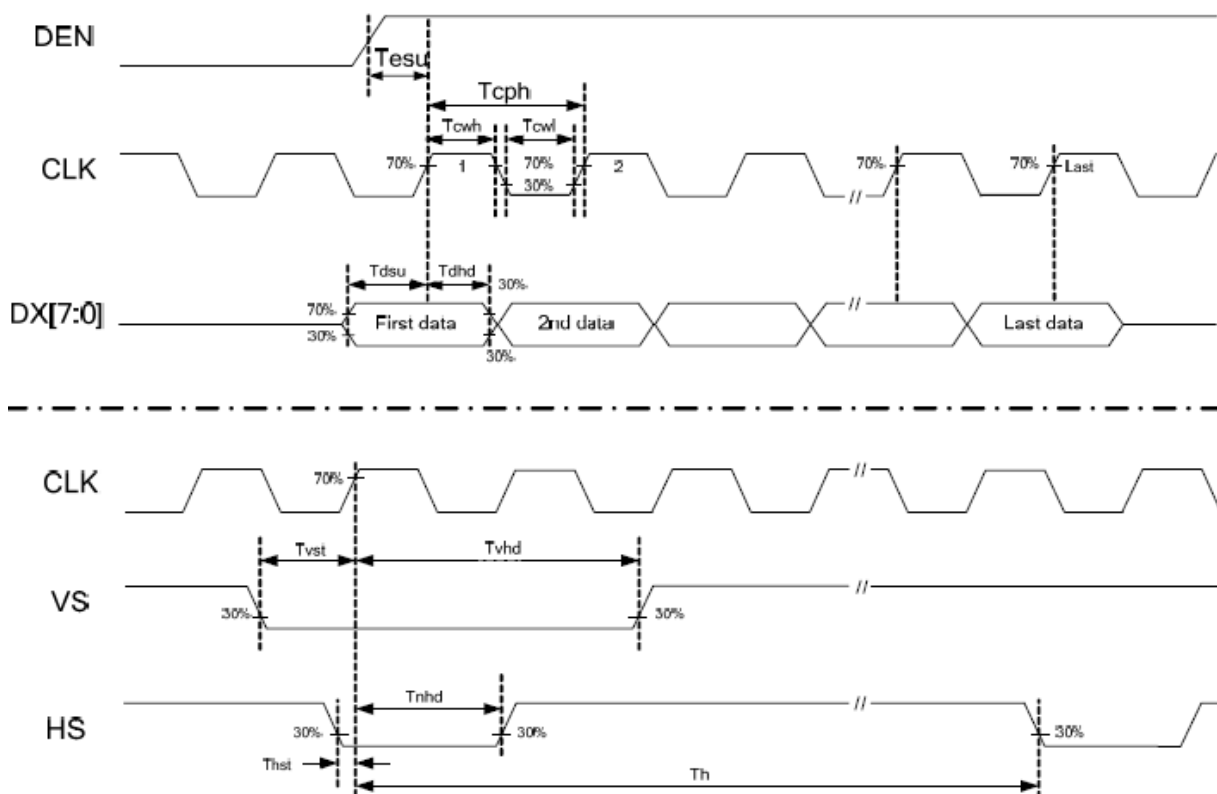 DEN
Tesu
Tcph
Tcwh
Tcwl
CLK
70%
1
70%
30%
2
70%
70%
Last
//
Tdsu
Tdhd
30%
DX[7:0]
70%
30%
First data
2nd data
//
Last data
30%
CLK
70%
//
Tvst
Tvhd
VS
30%
30%
//
Tnhd
HS
30%
30%
//
30%
Thst
Th